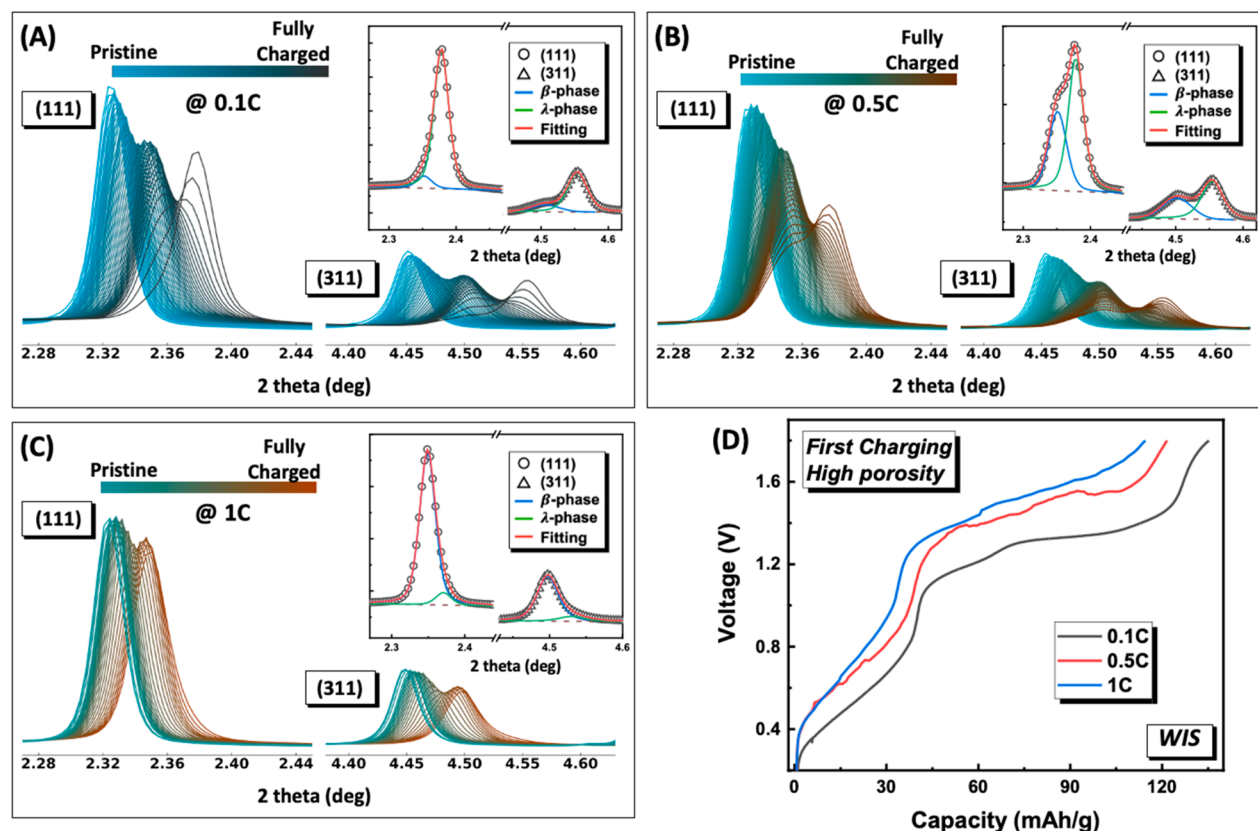 (A)
Pristine
Fully
Charged
@ 0.1C
(111)
(311)
(111)
(311)
β-phase
λ-phase
Fitting
2.3 2.4 4.5 4.6
2 theta (deg)
2.28 2.32 2.36 2.40 2.44 4.40 4.45 4.50 4.55 4.60
2 theta (deg)
(B)
Pristine
Fully
Charged
@ 0.5C
(111)
(311)
(111)
(311)
β-phase
λ-phase
Fitting
2.3 2.4 4.5 4.6
2 theta (deg)
2.28 2.32 2.36 2.40 2.44 4.40 4.45 4.50 4.55 4.60
2 theta (deg)
(C)
Pristine
Fully
Charged
@ 1C
(111)
(311)
(111)
(311)
β-phase
λ-phase
Fitting
2.3 2.4 4.5 4.6
2 theta (deg)
2.28 2.32 2.36 2.40 2.44 4.40 4.45 4.50 4.55 4.60
2 theta (deg)
(D)
First Charging
High porosity
Voltage (V)
1.6
1.2
0.8
0.4
0.1C
0.5C
1C
WIS
0 30 60 90 120
Capacity (mAh/g)